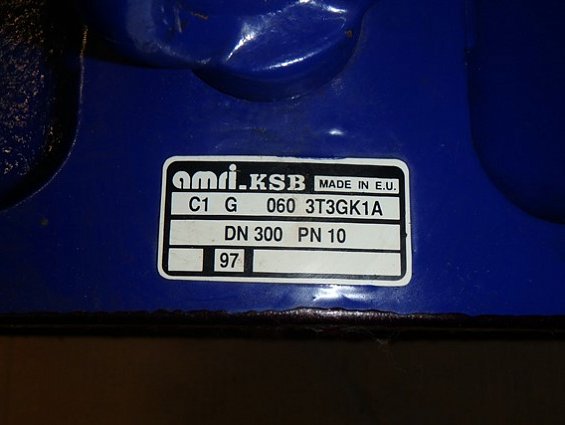 amri-KSB MADE IN E.U.
C1 G 060 3T3GK1A
DN 300 PN 10
97